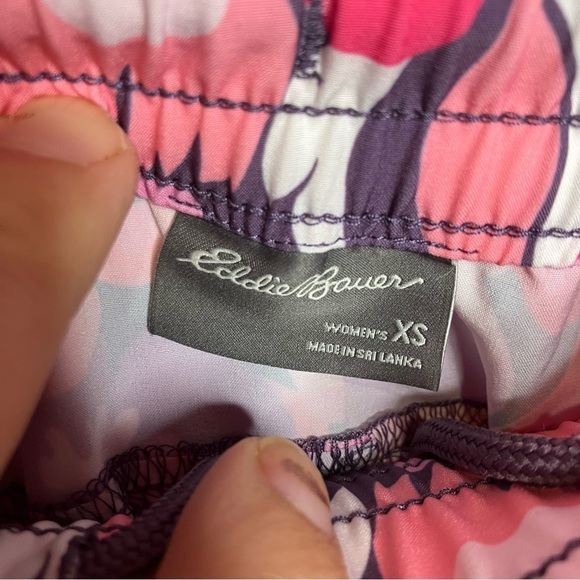 Eddie Bauer
WOMEN'S XS
MADE IN SRI LANKA